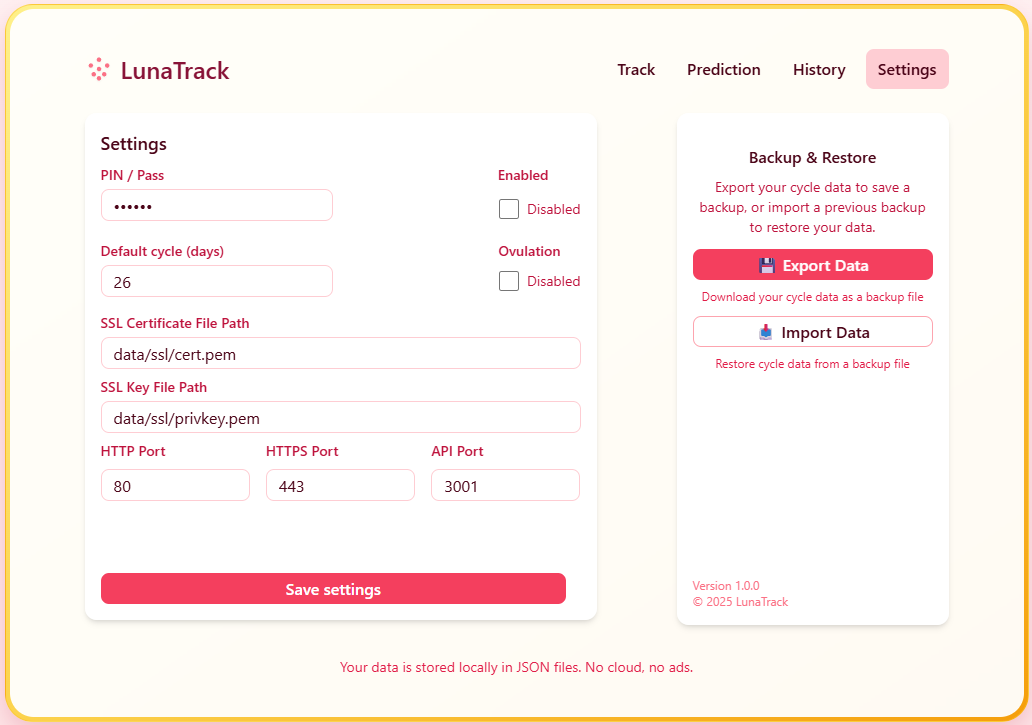 LunaTrack
Track Prediction History Settings
Settings
PIN / Pass Enabled
•••••• Disabled
Default cycle (days) Ovulation
26 Disabled
SSL Certificate File Path
data/ssl/cert.pem
SSL Key File Path
data/ssl/privkey.pem
HTTP Port HTTPS Port API Port
80 443 3001
Save settings
Backup & Restore
Export your cycle data to save a
backup, or import a previous backup
to restore your data.
💾 Export Data
Download your cycle data as a backup file
📥 Import Data
Restore cycle data from a backup file
Version 1.0.0
© 2025 LunaTrack
Your data is stored locally in JSON files. No cloud, no ads.